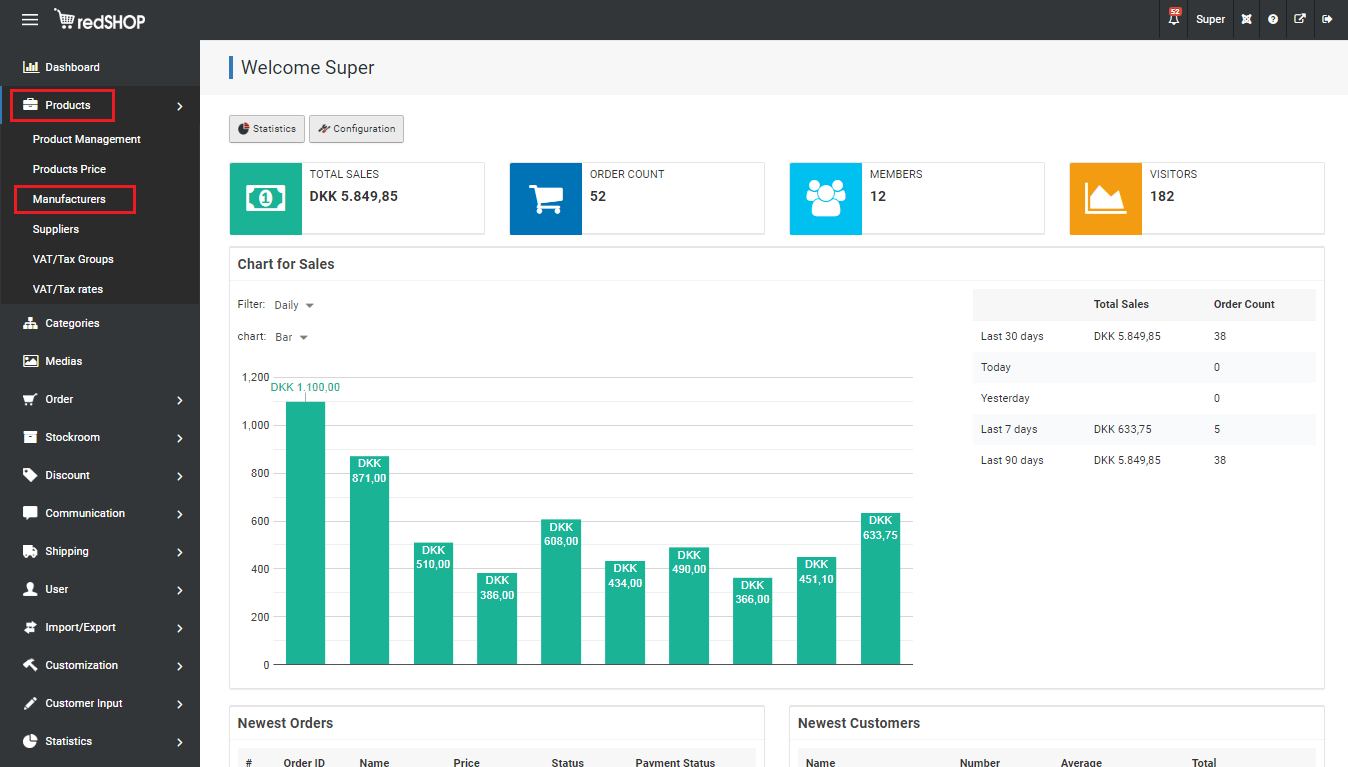 redSHOP
52
Super
Dashboard
Products
Product Management
Products Price
Manufacturers
Suppliers
VAT/Tax Groups
VAT/Tax rates
Categories
Medias
Order
Stockroom
Discount
Communication
Shipping
User
Import/Export
Customization
Customer Input
Statistics
Welcome Super
Statistics
Configuration
TOTAL SALES
DKK 5.849,85
ORDER COUNT
52
MEMBERS
12
VISITORS
182
Chart for Sales
Filter: Daily
chart: Bar
1,200
1,000
800
600
400
200
0
DKK 1.100,00
DKK
871,00
DKK
510,00
DKK
386,00
DKK
608,00
DKK
434,00
DKK
490,00
DKK
366,00
DKK
451,10
DKK
633,75
Total Sales Order Count
Last 30 days DKK 5.849,85 38
Today 0
Yesterday 0
Last 7 days DKK 633,75 5
Last 90 days DKK 5.849,85 38
Newest Orders
# Order ID Name Price Status Payment Status
Newest Customers
Name Number Average Total